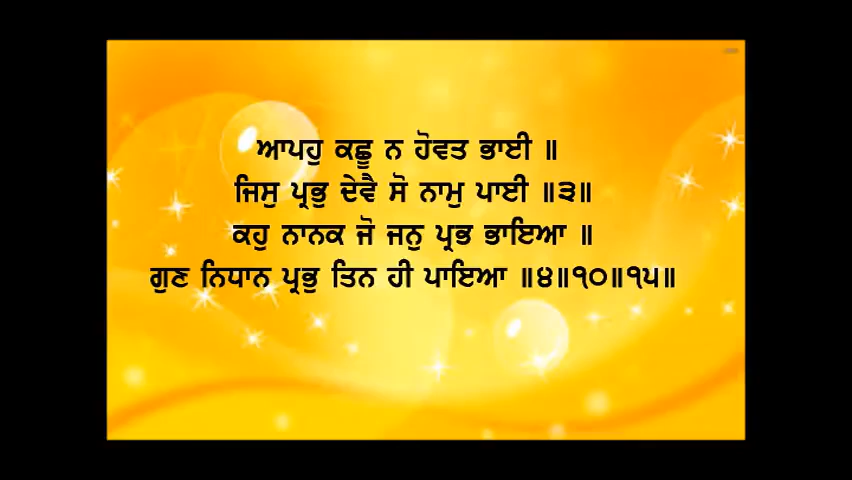 ਆਪਹੁ ਕਛੂ ਨ ਹੋਵਤ ਭਾਈ ॥
ਜਿਸੁ ਪ੍ਰਭੁ ਦੇਵੈ ਸੋ ਨਾਮੁ ਪਾਈ ॥੩॥
ਕਹੁ ਨਾਨਕ ਜੋ ਜਨੁ ਪ੍ਰਭ ਭਾਇਆ ॥
ਗੁਣ ਨਿਧਾਨ ਪ੍ਰਭੁ ਤਿਨ ਹੀ ਪਾਇਆ ॥੪॥੧੦॥੧੫॥